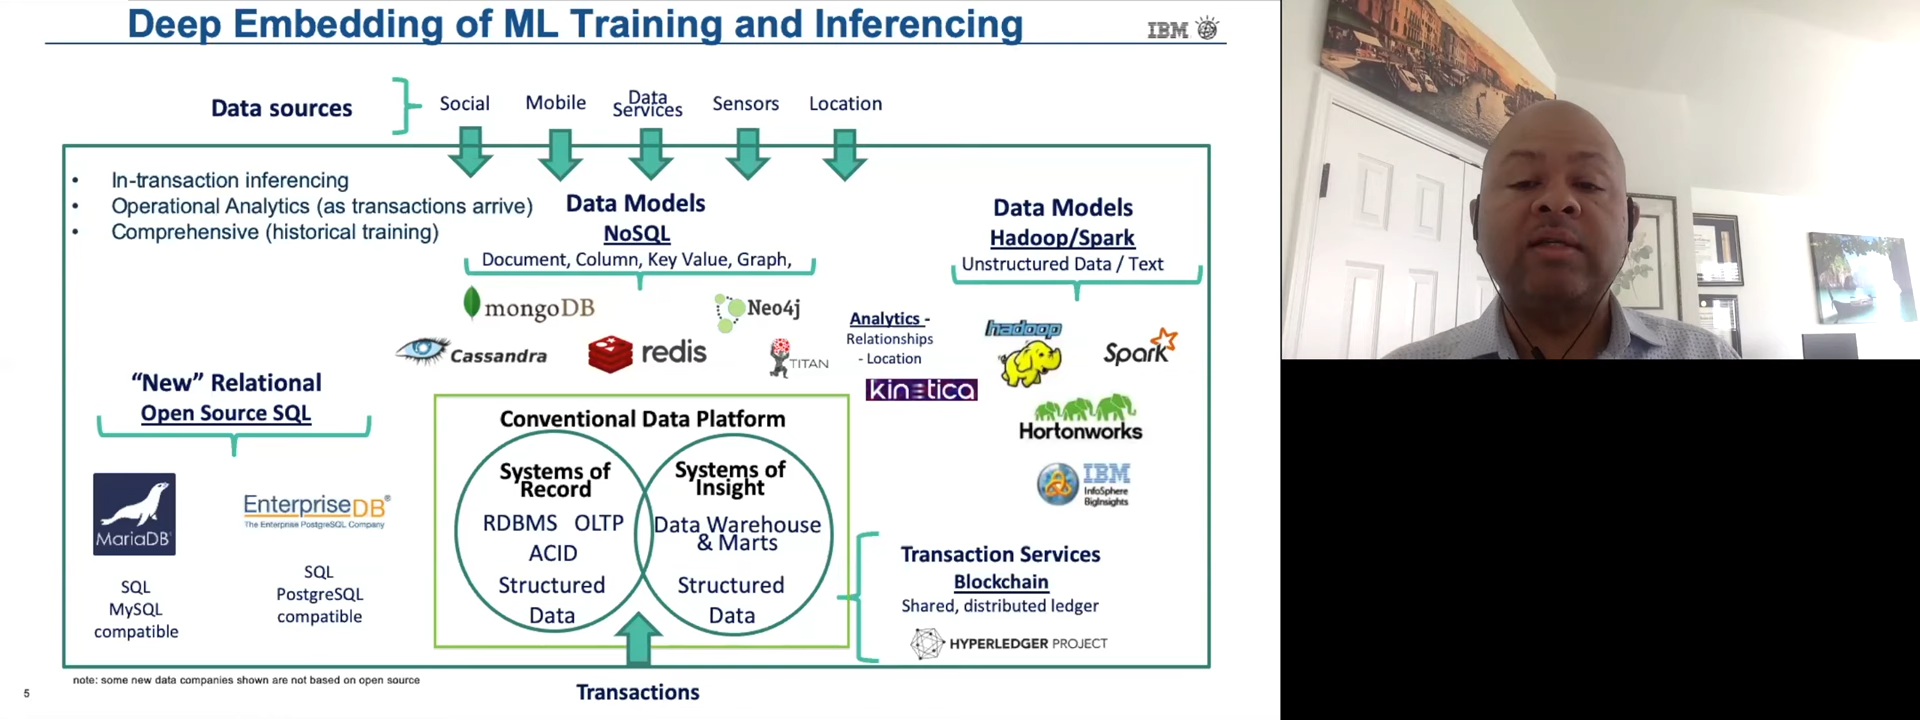 Deep Embedding of ML Training and Inferencing
IBM
Data sources
Social
Mobile
Data
Services
Sensors
Location
• In-transaction inferencing
• Operational Analytics (as transactions arrive)
• Comprehensive (historical training)
Data Models
NoSQL
Document, Column, Key Value, Graph,
mongoDB
Neo4j
Cassandra
redis
TITAN
Analytics -
Relationships
- Location
kinetica
Data Models
Hadoop/Spark
Unstructured Data / Text
hadoop
Spark
Hortonworks
IBM
InfoSphere
BigInsights
"New" Relational
Open Source SQL
MariaDB
EnterpriseDB®
The Enterprise PostgreSQL Company
SQL
MySQL
compatible
SQL
PostgreSQL
compatible
Conventional Data Platform
Systems of
Record
RDBMS OLTP
ACID
Structured
Data
Systems of
Insight
Data Warehouse
& Marts
Structured
Data
Transaction Services
Blockchain
Shared, distributed ledger
HYPERLEDGER PROJECT
note: some new data companies shown are not based on open source
5
Transactions